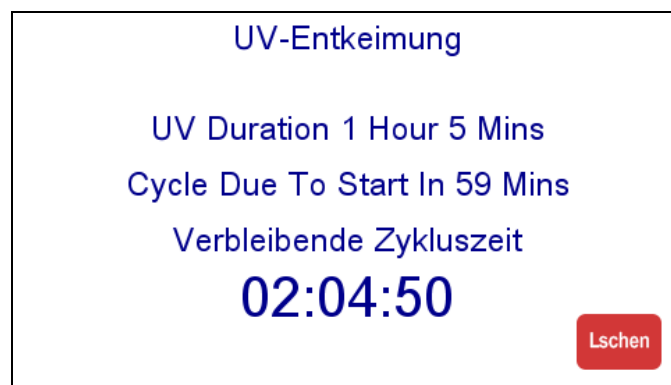 UV-Entkeimung
UV Duration 1 Hour 5 Mins
Cycle Due To Start In 59 Mins
Verbleibende Zykluszeit
02:04:50
Lschen